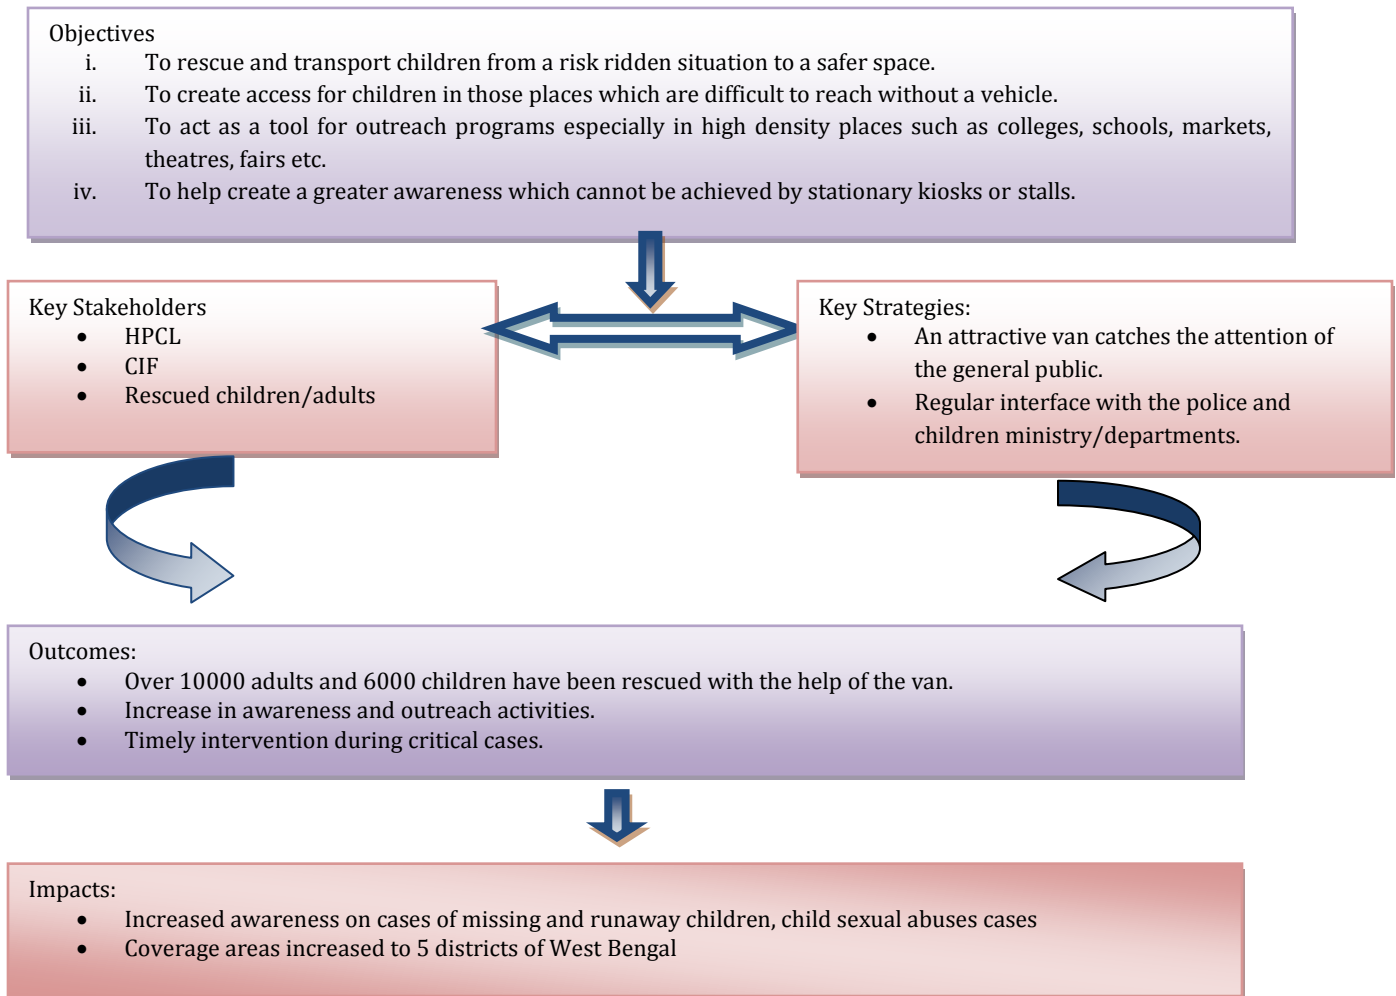 Objectives
i. To rescue and transport children from a risk ridden situation to a safer space.
ii. To create access for children in those places which are difficult to reach without a vehicle.
iii. To act as a tool for outreach programs especially in high density places such as colleges, schools, markets,
theatres, fairs etc.
iv. To help create a greater awareness which cannot be achieved by stationary kiosks or stalls.
Key Stakeholders
• HPCL
• CIF
• Rescued children/adults
Key Strategies:
• An attractive van catches the attention of
the general public.
• Regular interface with the police and
children ministry/departments.
Outcomes:
• Over 10000 adults and 6000 children have been rescued with the help of the van.
• Increase in awareness and outreach activities.
• Timely intervention during critical cases.
Impacts:
• Increased awareness on cases of missing and runaway children, child sexual abuses cases
• Coverage areas increased to 5 districts of West Bengal